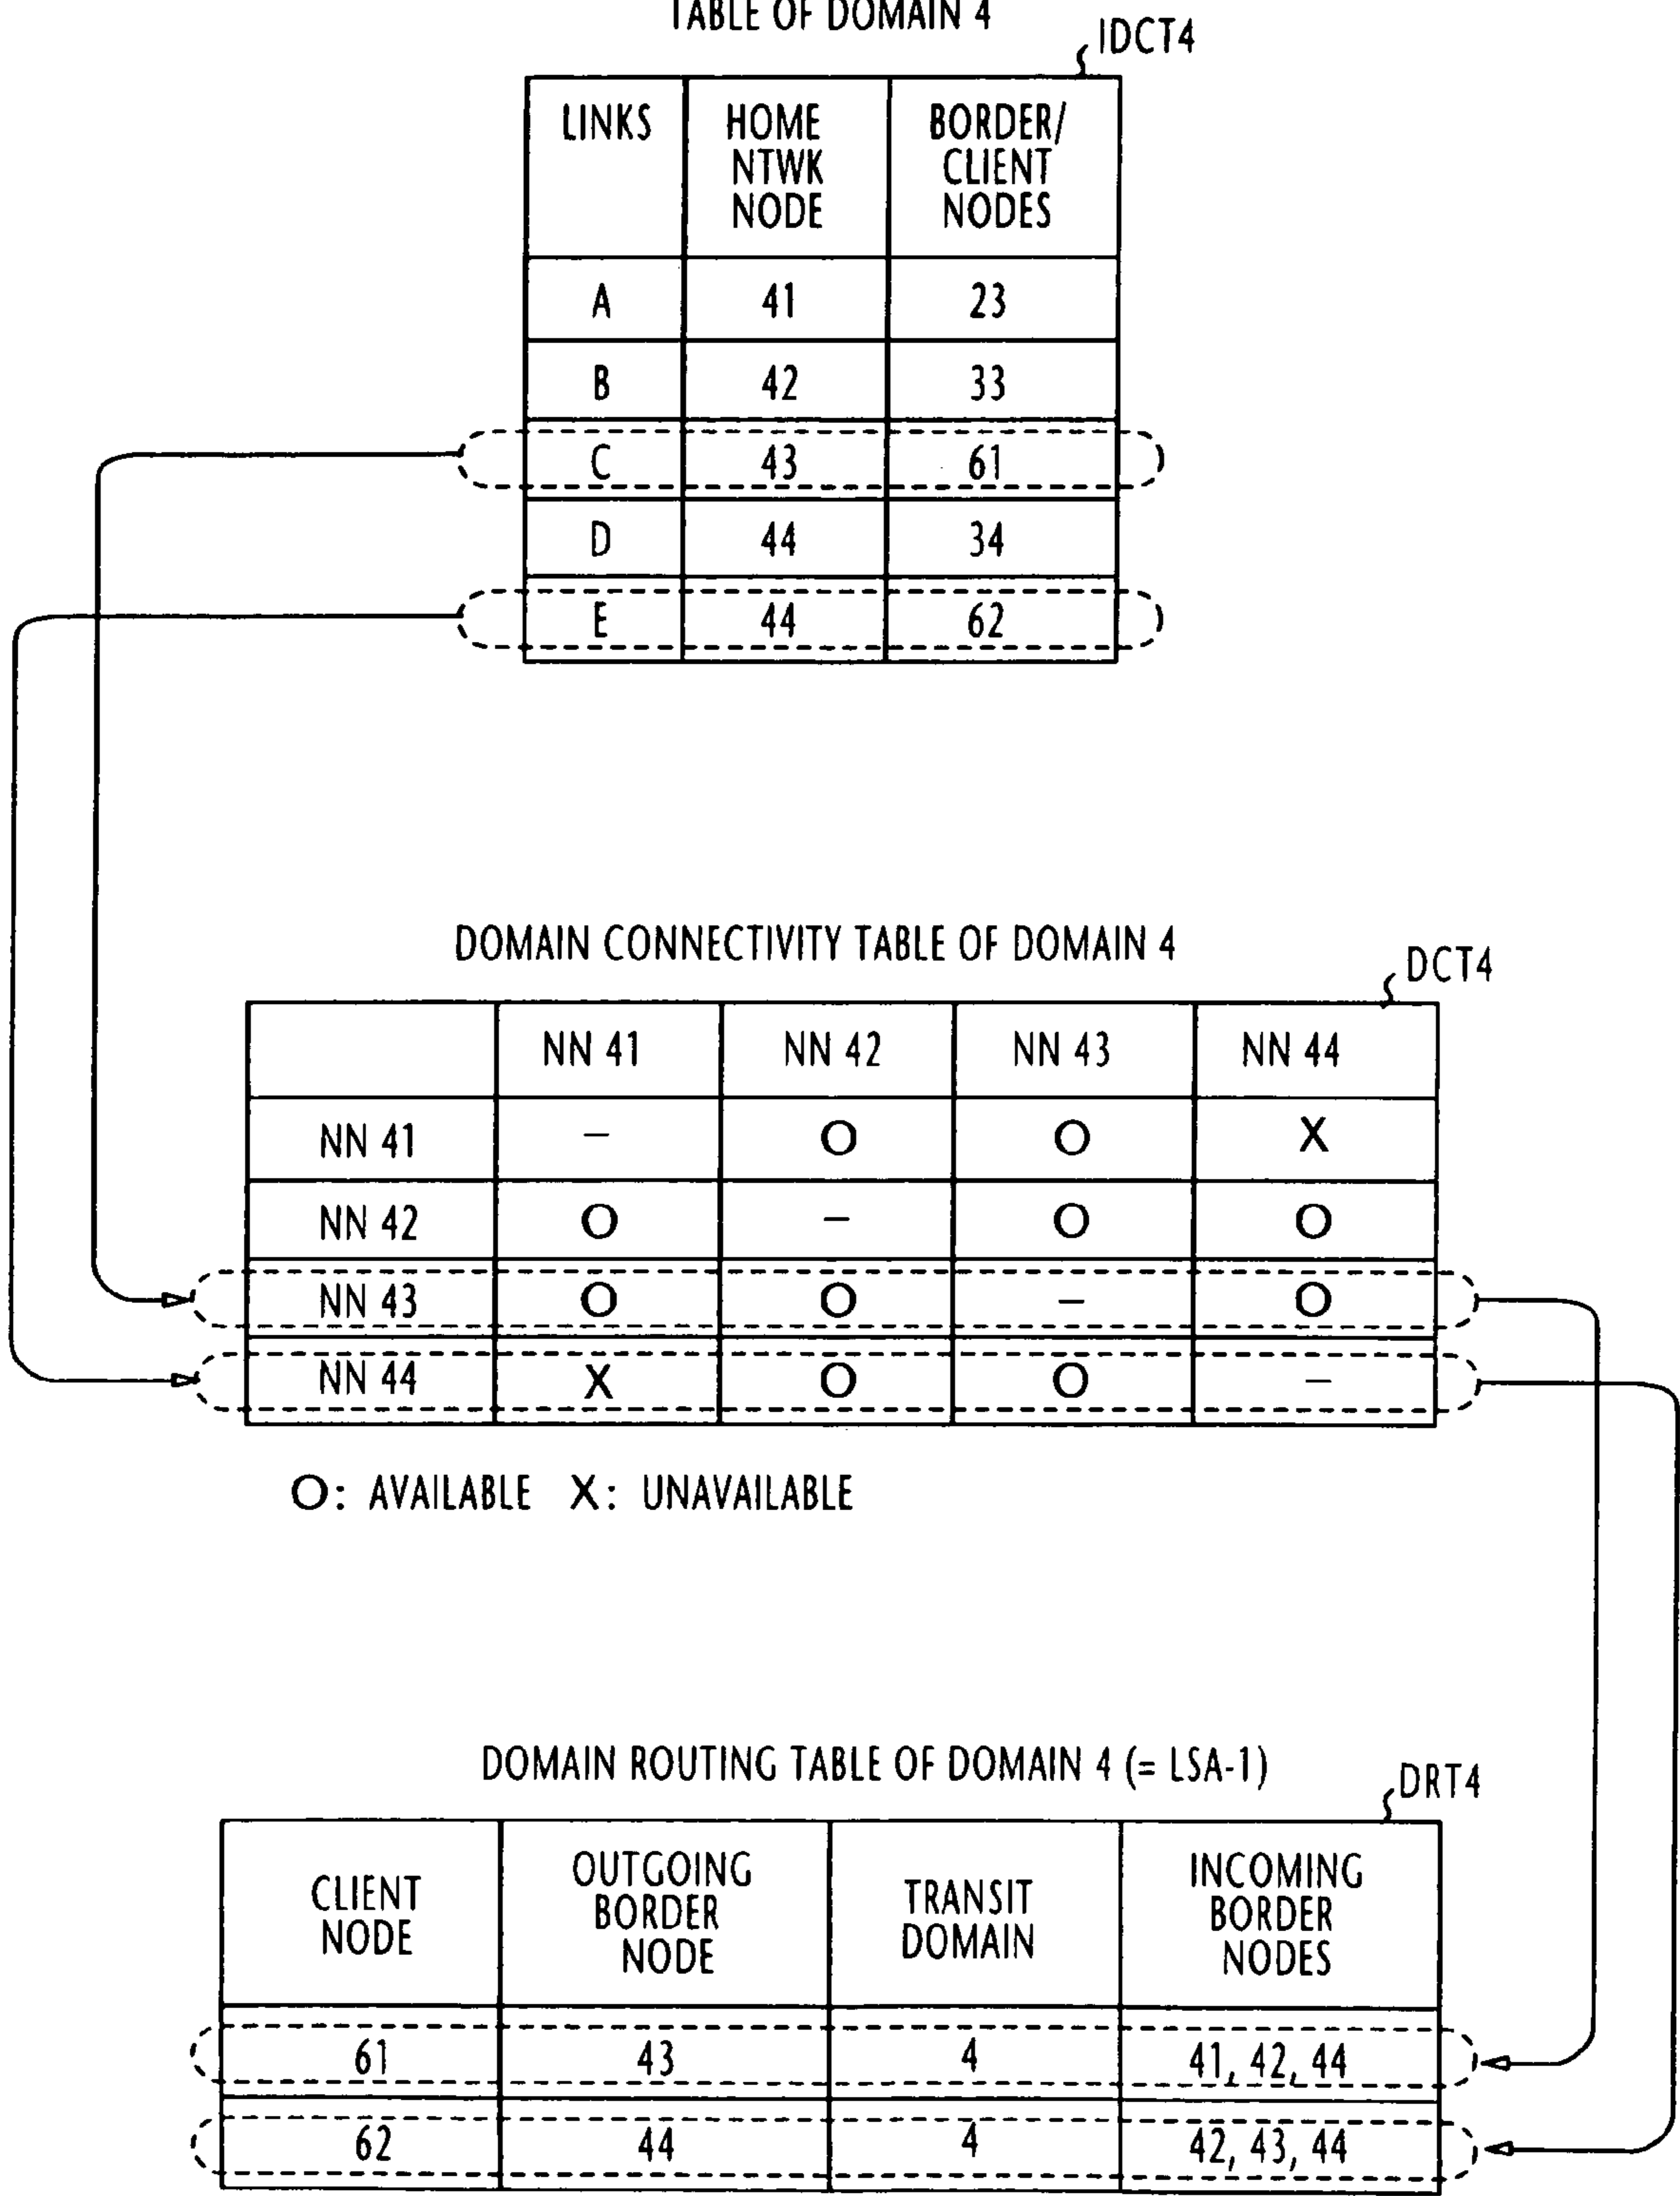 TABLE OF DOMAIN 4
IDCT4
LINKS HOME NTWK NODE BORDER/ CLIENT NODES
A 41 23
B 42 33
C 43 61
D 44 34
E 44 62
DOMAIN CONNECTIVITY TABLE OF DOMAIN 4
DCT4
NN 41 NN 42 NN 43 NN 44
NN 41 – O O X
NN 42 O – O O
NN 43 O O – O
NN 44 X O O –
O: AVAILABLE X: UNAVAILABLE
DOMAIN ROUTING TABLE OF DOMAIN 4 (= LSA-1)
DRT4
CLIENT NODE OUTGOING BORDER NODE TRANSIT DOMAIN INCOMING BORDER NODES
61 43 4 41, 42, 44
62 44 4 42, 43, 44